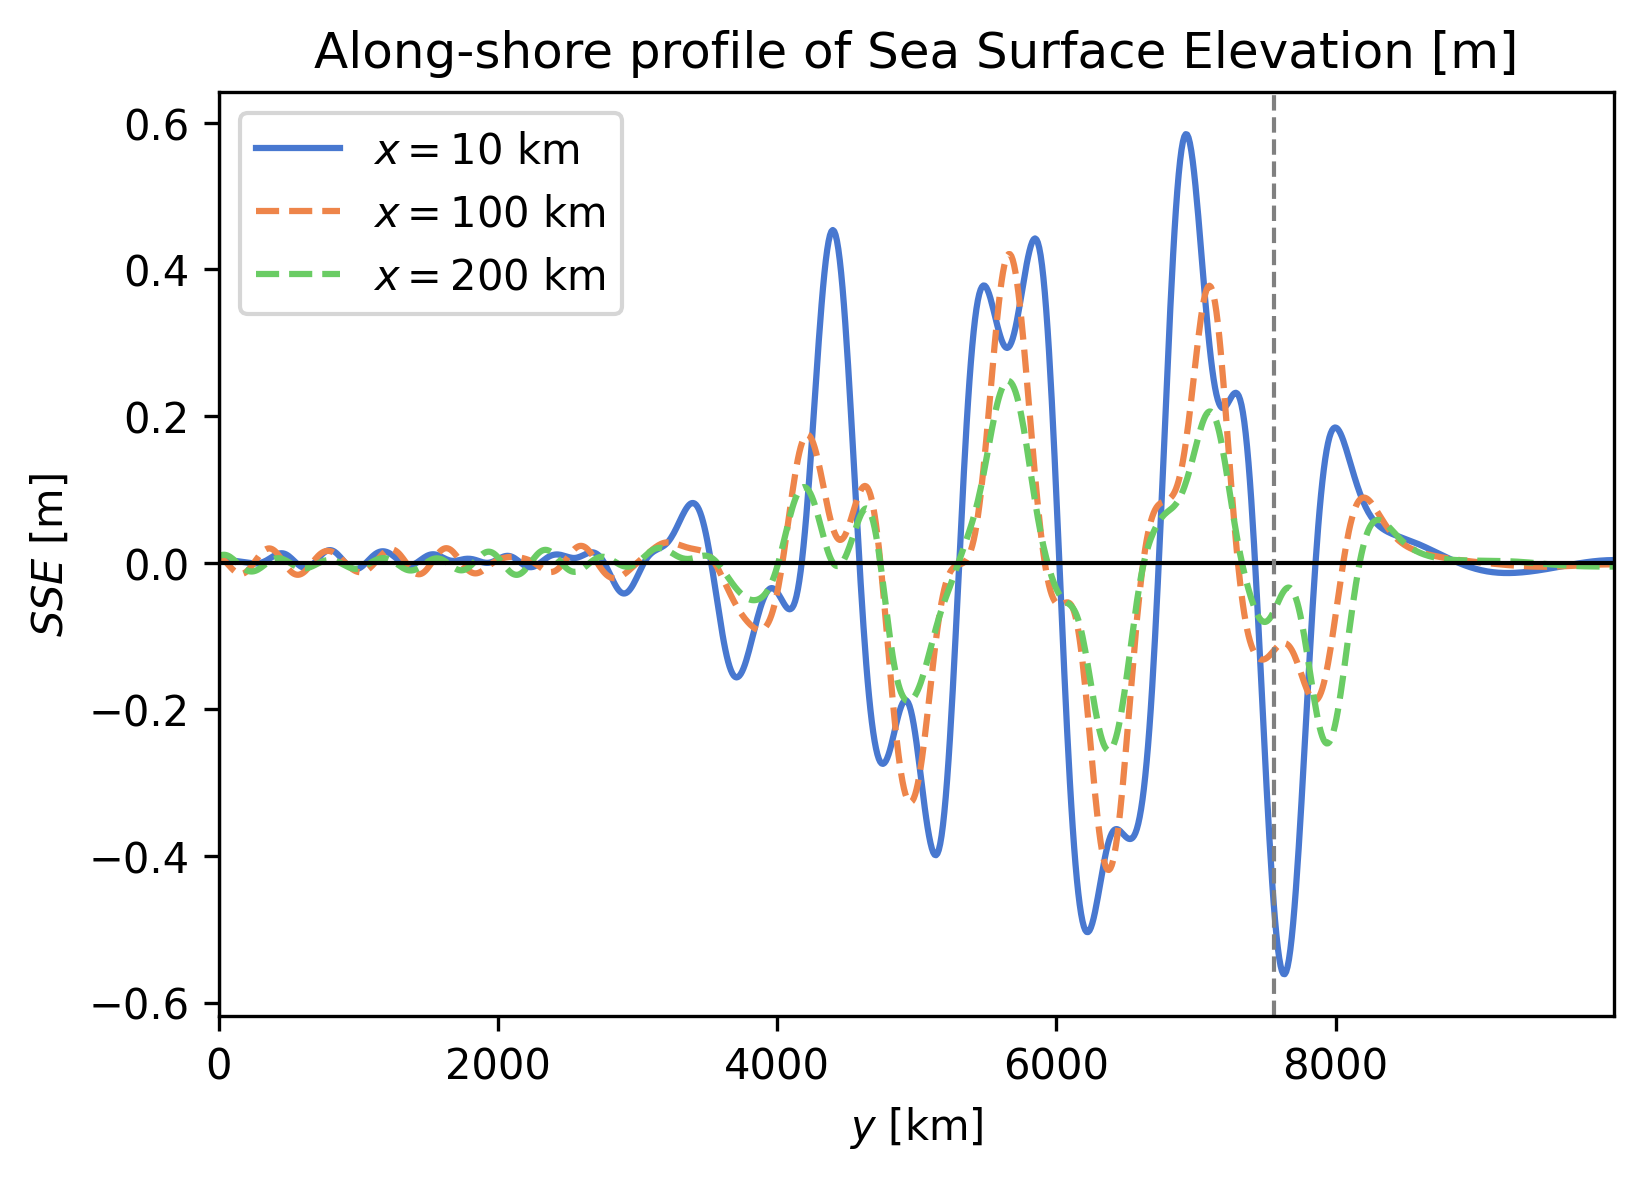 Along-shore profile of Sea Surface Elevation [m]
x = 10 km
x = 100 km
x = 200 km
0.6
0.4
0.2
0.0
−0.2
−0.4
−0.6
SSE [m]
0 2000 4000 6000 8000
y [km]